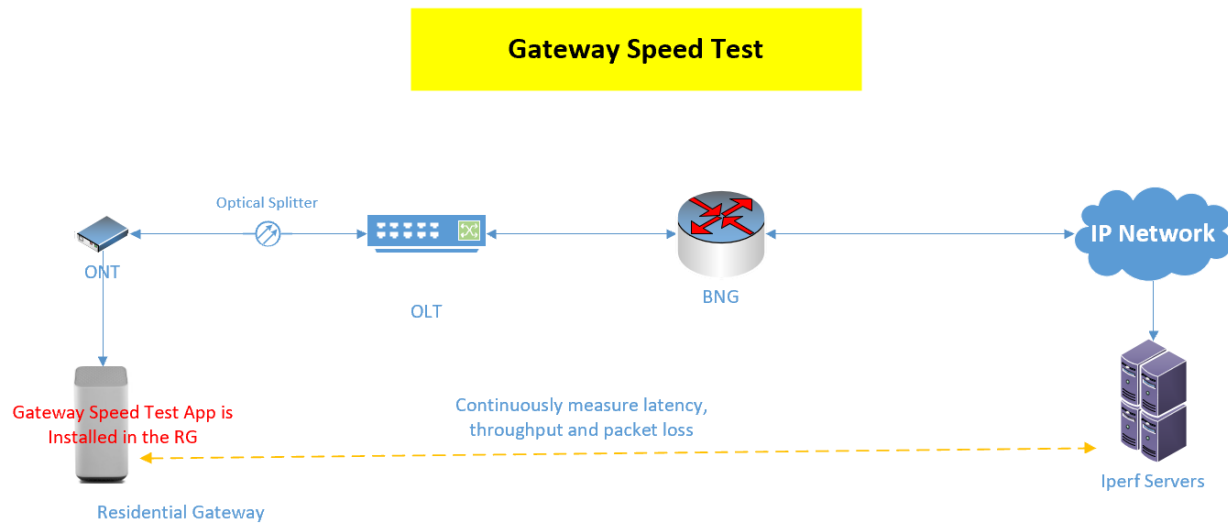 Gateway Speed Test
Optical Splitter
IP Network
ONT
BNG
OLT
Gateway Speed Test App is
Installed in the RG
Continuously measure latency,
throughput and packet loss
Iperf Servers
Residential Gateway